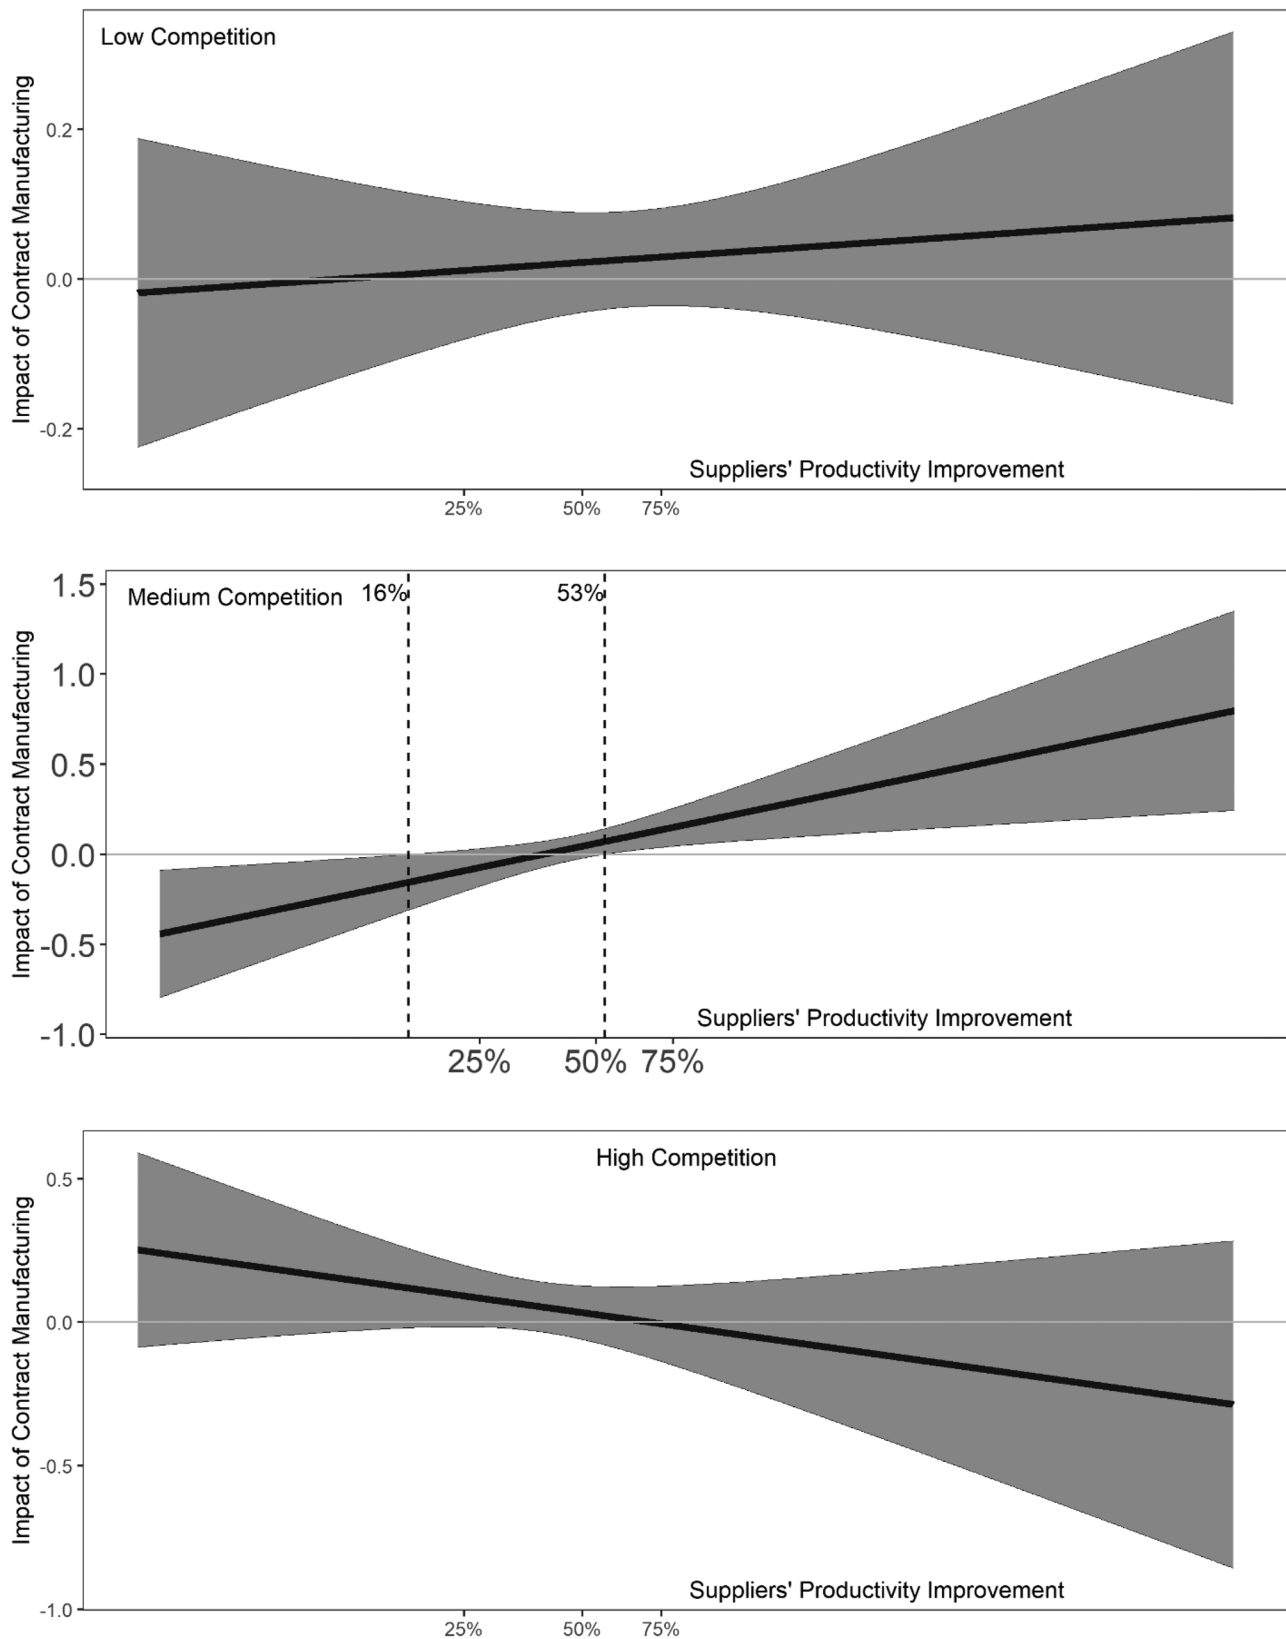 Low Competition
Impact of Contract Manufacturing
0.2
0.0
-0.2
Suppliers' Productivity Improvement
25% 50% 75%
Medium Competition 16% 53%
Impact of Contract Manufacturing
1.5
1.0
0.5
0.0
-0.5
-1.0
Suppliers' Productivity Improvement
25% 50% 75%
High Competition
Impact of Contract Manufacturing
0.5
0.0
-0.5
-1.0
Suppliers' Productivity Improvement
25% 50% 75%